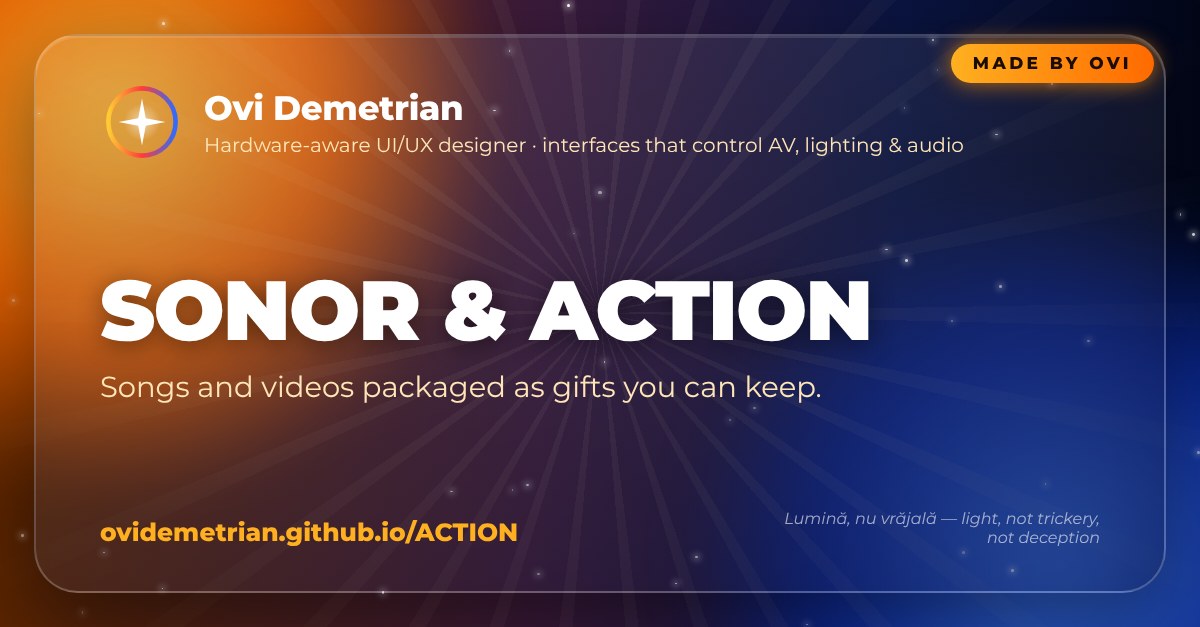 MADE BY OVI
Ovi Demetrian
Hardware-aware UI/UX designer · interfaces that control AV, lighting & audio
SONOR & ACTION
Songs and videos packaged as gifts you can keep.
ovidemetrian.github.io/ACTION
Lumină, nu vrăjală — light, not trickery,
not deception